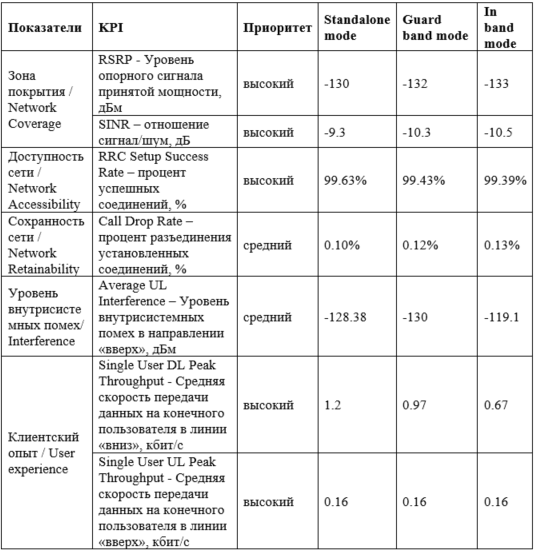 Показатели
KPI
Приоритет
Standalone
mode
Guard
band mode
In
band
mode
Зона
покрытия /
Network
Coverage
RSRP - Уровень
опорного сигнала
принятой мощности,
дБм
высокий
-130
-132
-133
SINR – отношение
сигнал/шум, дБ
высокий
-9.3
-10.3
-10.5
Доступность
сети /
Network
Accessibility
RRC Setup Success
Rate – процент
успешных
соединений, %
высокий
99.63%
99.43%
99.39%
Сохранность
сети /
Network
Retainability
Call Drop Rate –
процент разъединения
установленных
соединений, %
средний
0.10%
0.12%
0.13%
Уровень
внутрисисте
мных помех/
Interference
Average UL
Interference – Уровень
внутрисистемных
помех в направлении
«вверх», дБм
средний
-128.38
-130
-119.1
Клиентский
опыт / User
experience
Single User DL Peak
Throughput - Средняя
скорость передачи
данных на конечного
пользователя в линии
«вниз», кбит/с
высокий
1.2
0.97
0.67
Single User UL Peak
Throughput - Средняя
скорость передачи
данных на конечного
пользователя в линии
«вверх», кбит/с
высокий
0.16
0.16
0.16